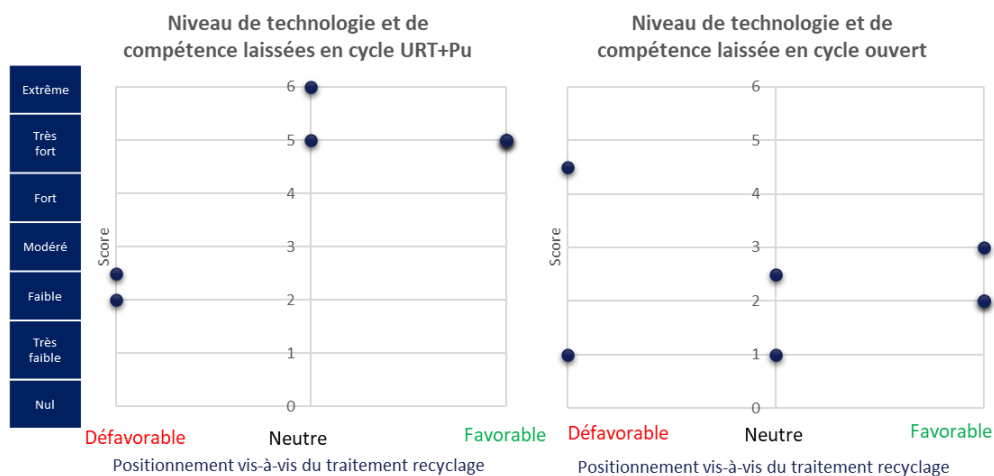 Niveau de technologie et de
compétence laissées en cycle URT+Pu
Extrême
Très
fort
Fort
Modéré
Faible
Très
faible
Nul
Score
6
5
4
3
2
1
0
Défavorable
Neutre
Favorable
Positionnement vis-à-vis du traitement recyclage
Niveau de technologie et de
compétence laissée en cycle ouvert
Score
6
5
4
3
2
1
0
Défavorable
Neutre
Favorable
Positionnement vis-à-vis du traitement recyclage